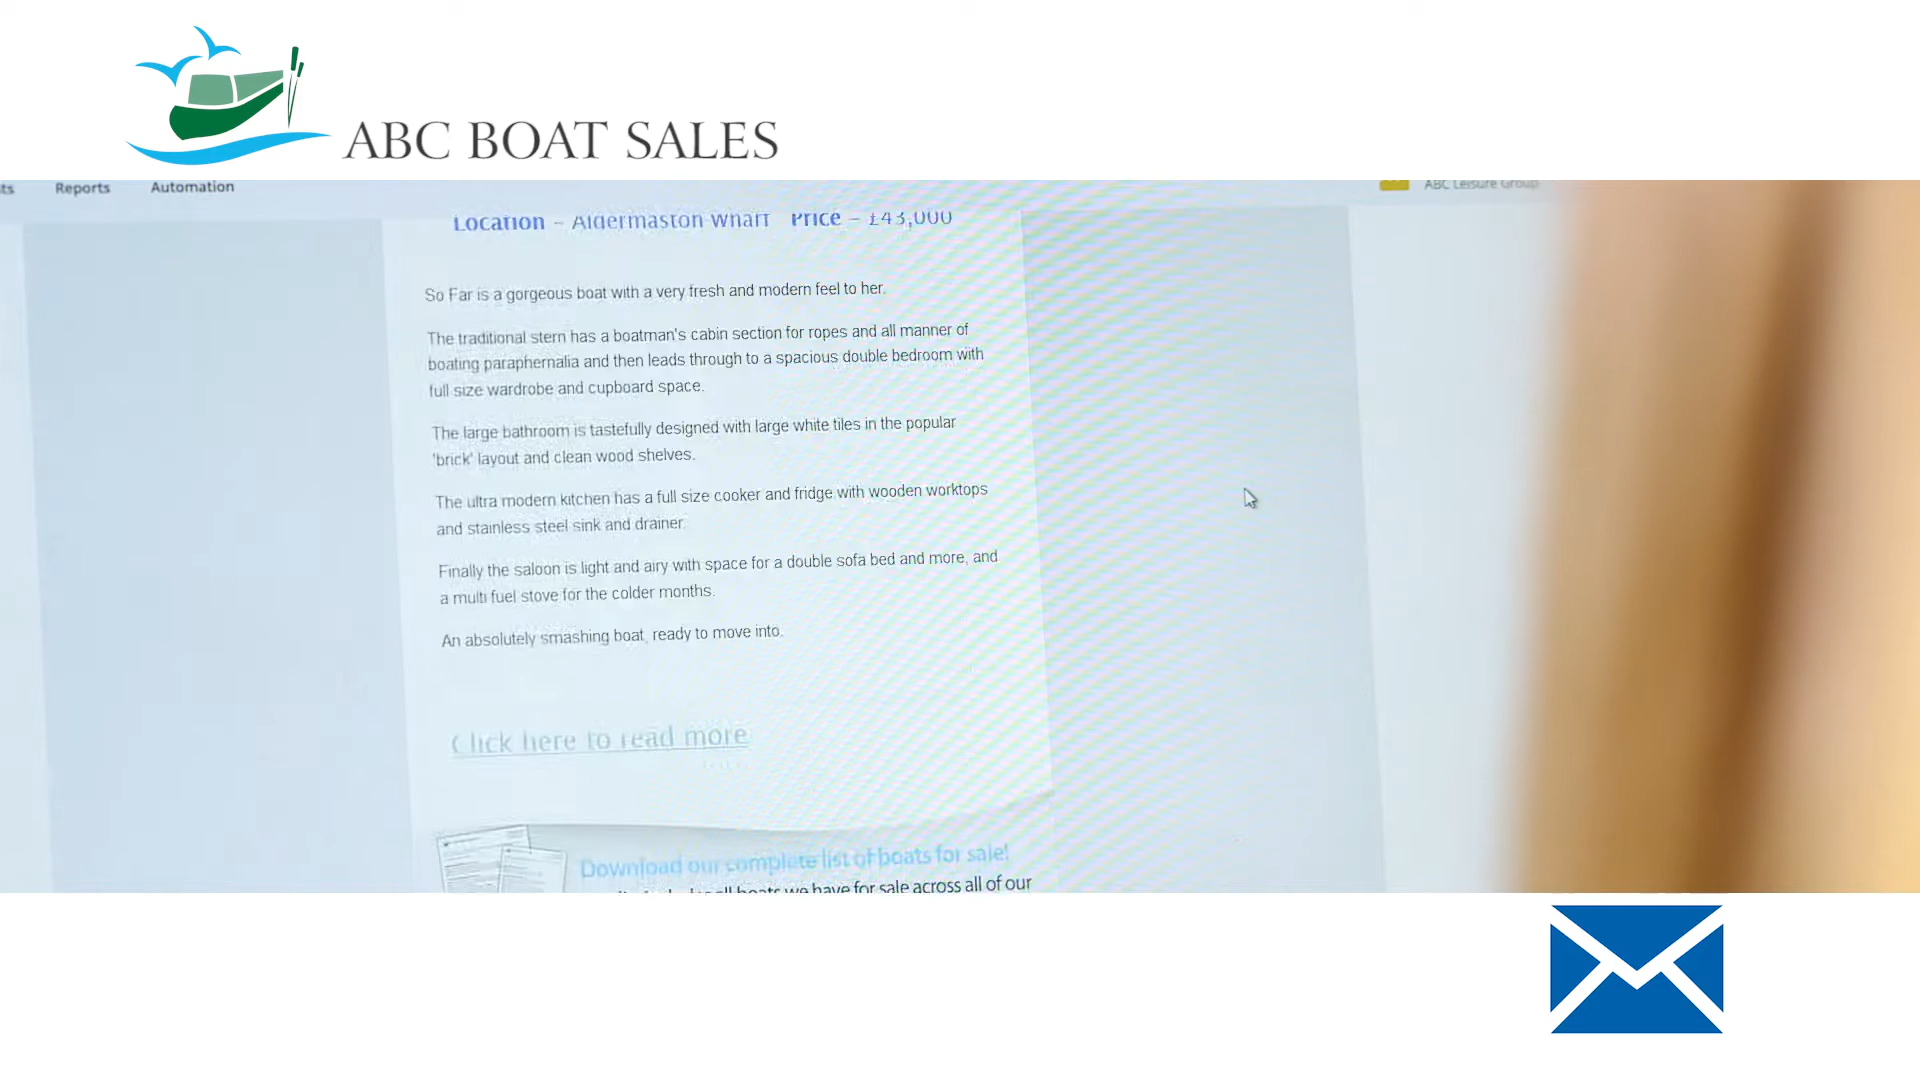 ABC BOAT SALES
ts Reports Automation
ABC Leisure Group
Location – Aldermaston Wharf Price – £43,000
So Far is a gorgeous boat with a very fresh and modern feel to her.
The traditional stern has a boatman's cabin section for ropes and all manner of
boating paraphernalia and then leads through to a spacious double bedroom with
full size wardrobe and cupboard space.
The large bathroom is tastefully designed with large white tiles in the popular
'brick' layout and clean wood shelves.
The ultra modern kitchen has a full size cooker and fridge with wooden worktops
and stainless steel sink and drainer.
Finally the saloon is light and airy with space for a double sofa bed and more, and
a multi fuel stove for the colder months.
An absolutely smashing boat, ready to move into.
Click here to read more
Download our complete list of boats for sale!
all boats we have for sale across all of our